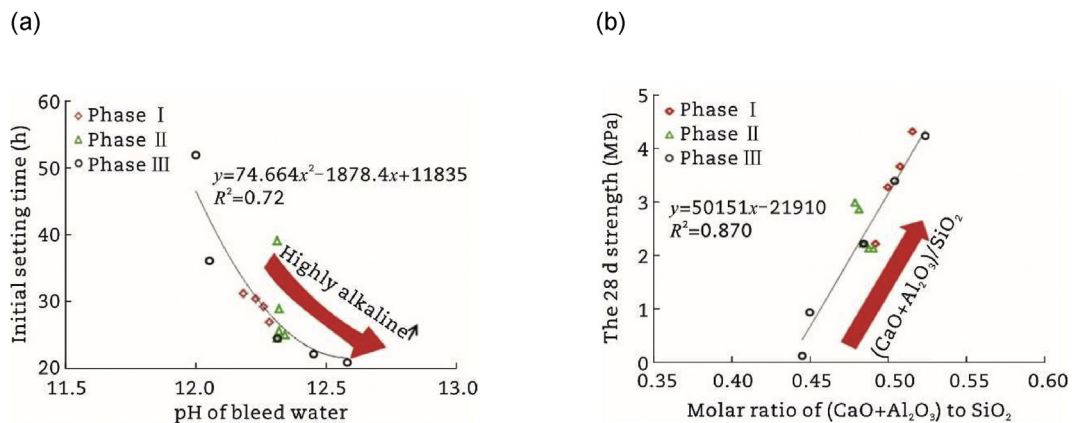 (a)
60
50
40
30
20
Initial setting time (h)
Phase I
Phase II
Phase III
y=74.664x²−1878.4x+11835
R²=0.72
Highly alkaline
11.5 12.0 12.5 13.0
pH of bleed water
(b)
5
4
3
2
1
0
The 28 d strength (MPa)
Phase I
Phase II
Phase III
y=50151x−21910
R²=0.870
(CaO+Al₂O₃)/SiO₂
0.35 0.40 0.45 0.50 0.55 0.60
Molar ratio of (CaO+Al₂O₃) to SiO₂